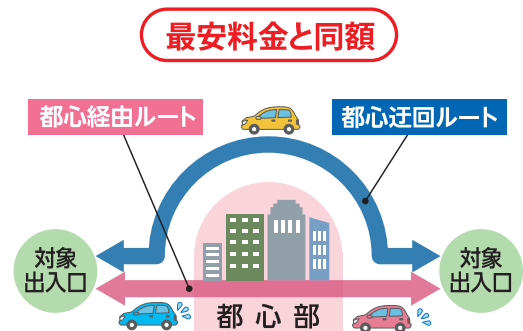 最安料金と同額
都心経由ルート
都心迂回ルート
対象
出入口
対象
出入口
都心部